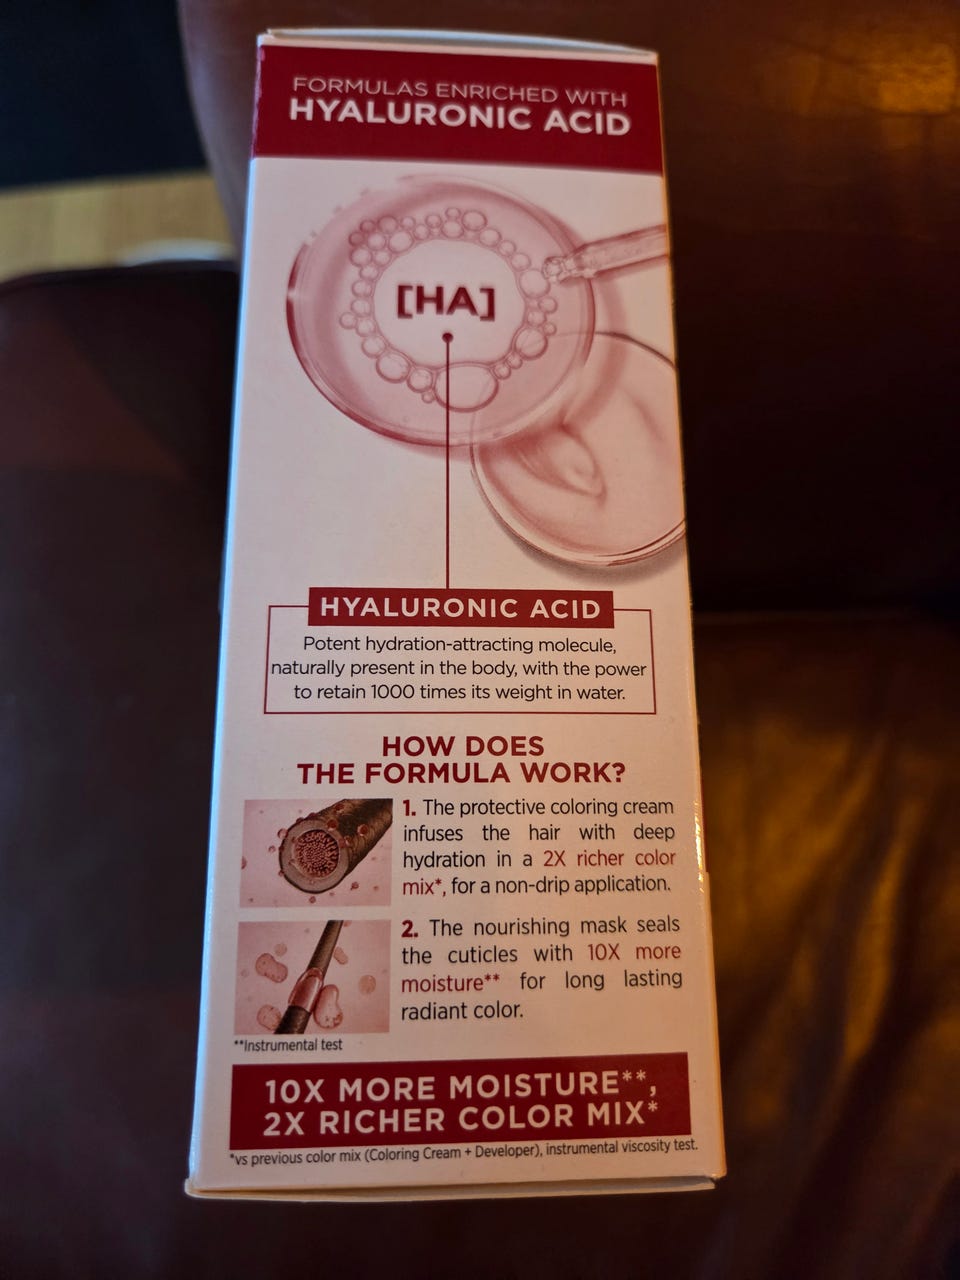 FORMULAS ENRICHED WITH
HYALURONIC ACID
[HA]
HYALURONIC ACID
Potent hydration-attracting molecule,
naturally present in the body, with the power
to retain 1000 times its weight in water.
HOW DOES
THE FORMULA WORK?
1. The protective coloring cream
infuses the hair with deep
hydration in a 2X richer color
mix*, for a non-drip application.
2. The nourishing mask seals
the cuticles with 10X more
moisture** for long lasting
radiant color.
**Instrumental test
10X MORE MOISTURE**,
2X RICHER COLOR MIX*
*vs previous color mix (Coloring Cream + Developer), instrumental viscosity test.